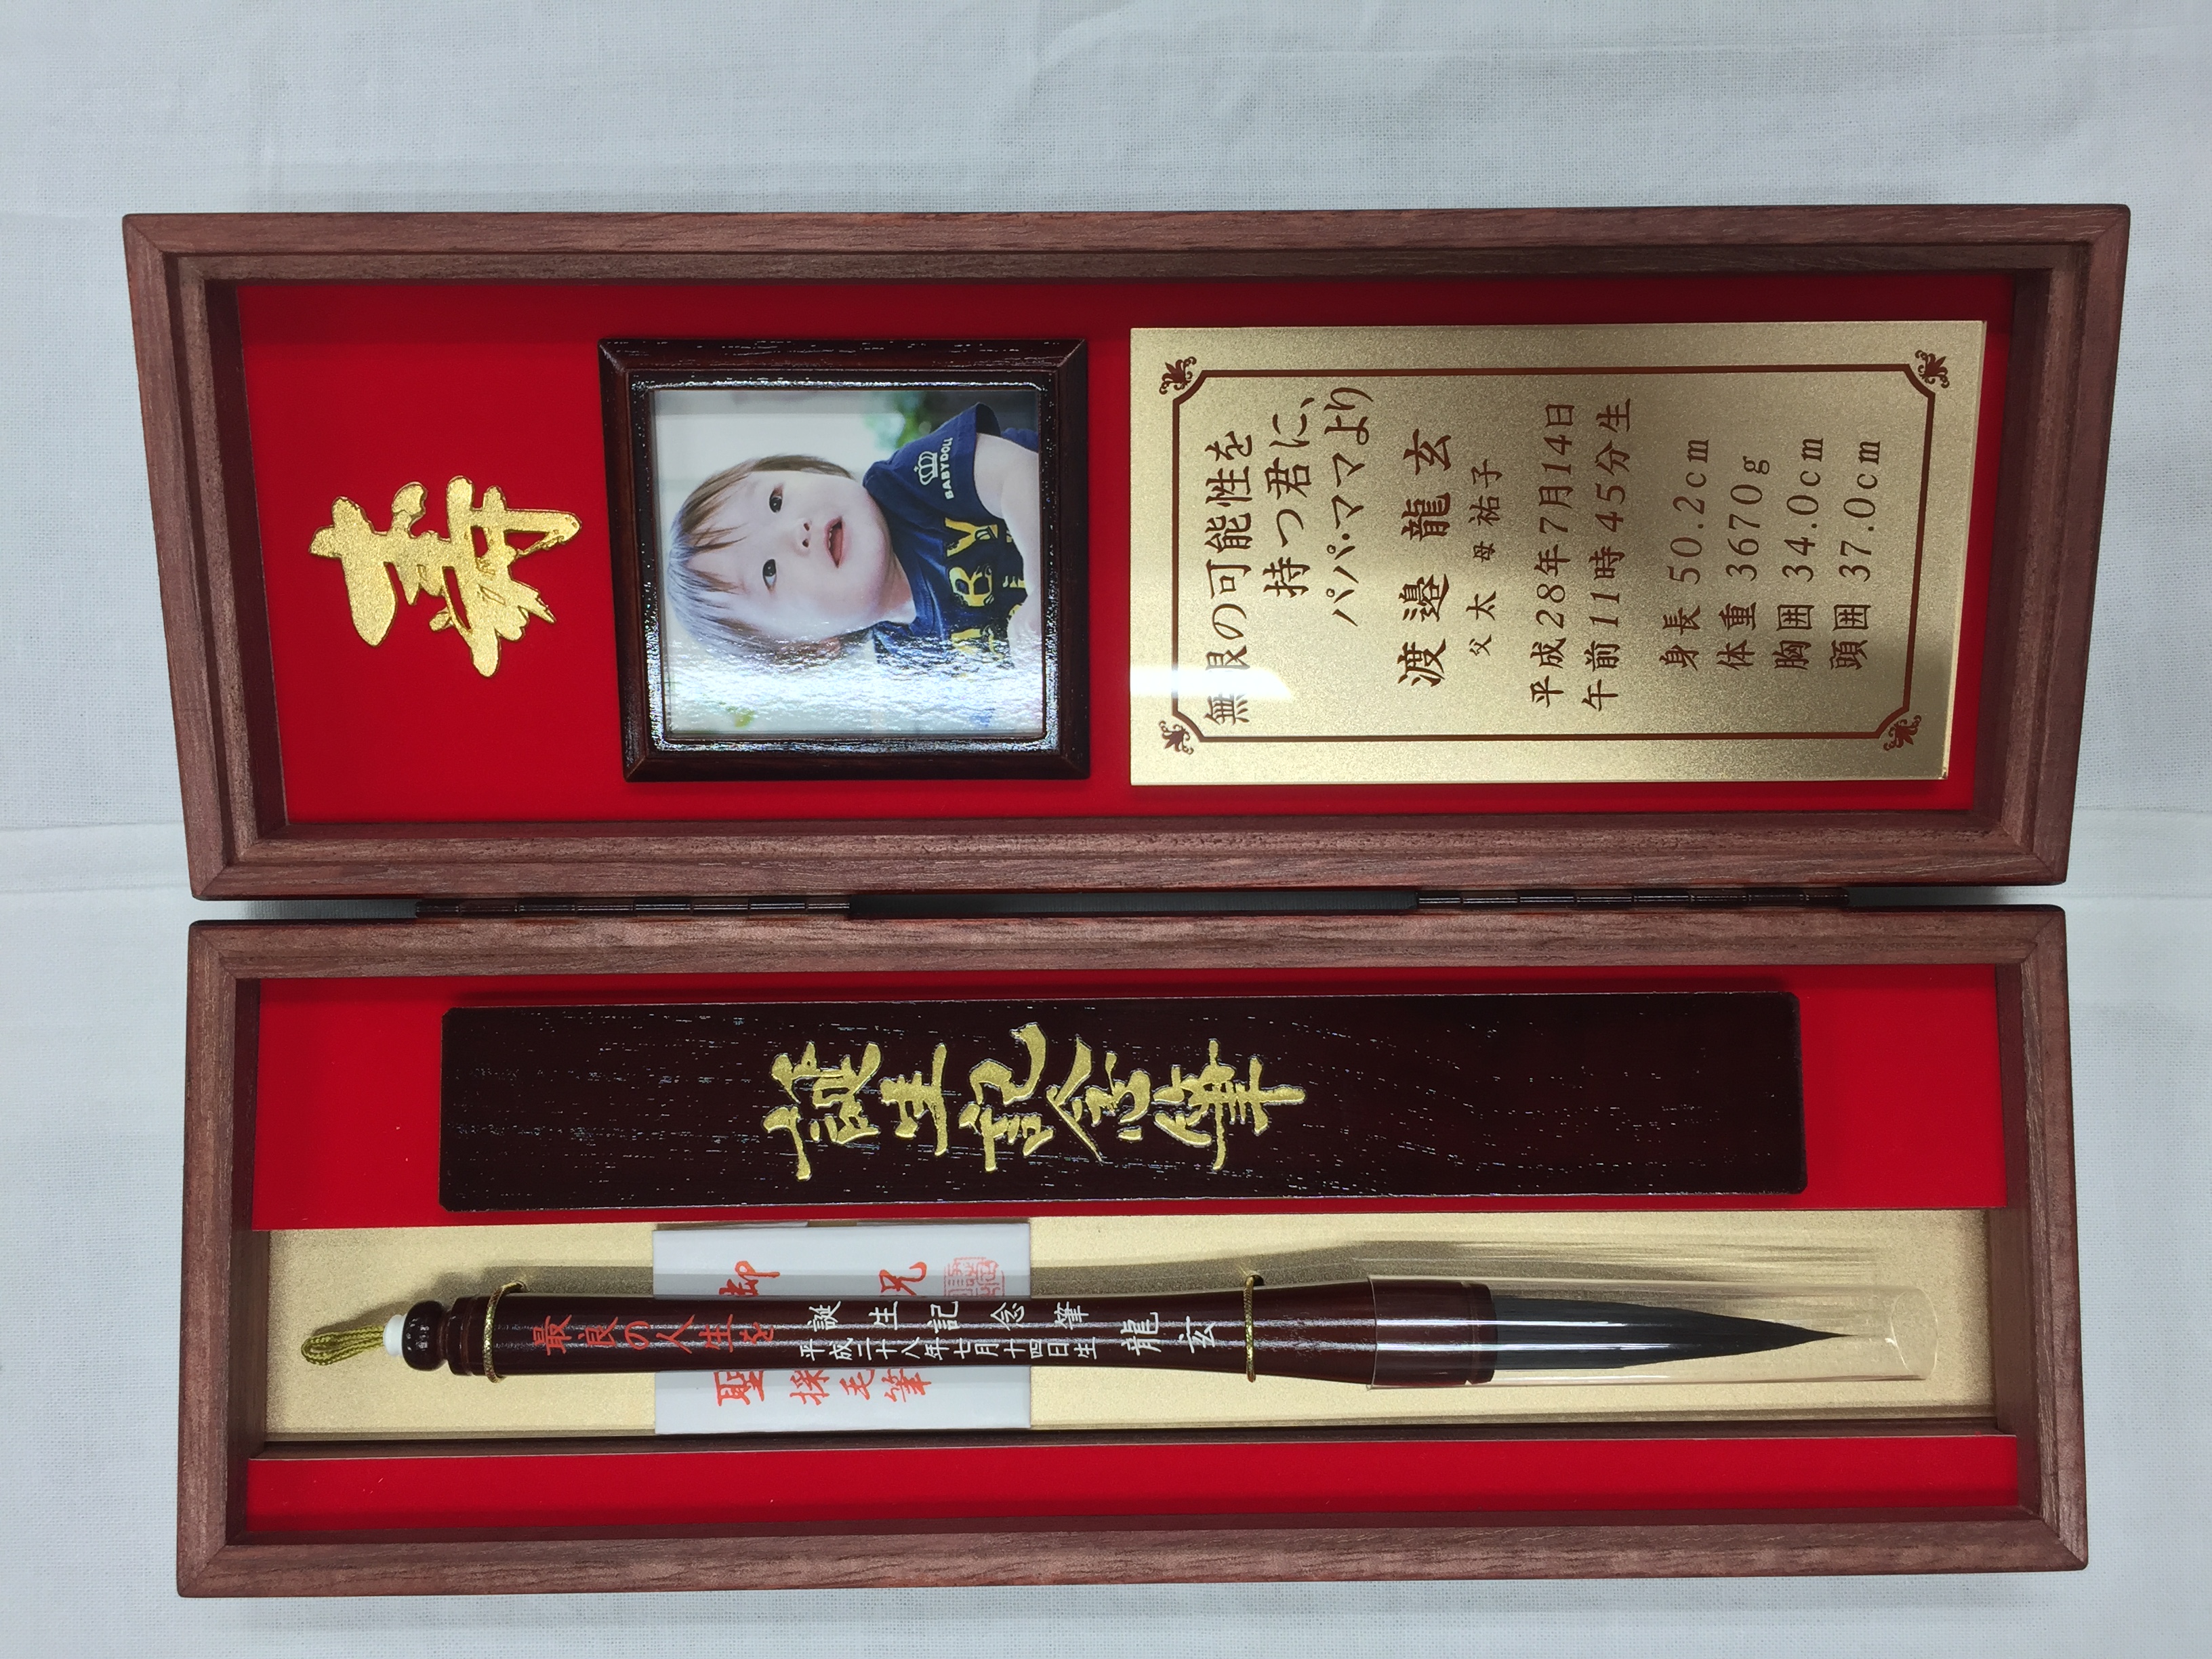 最良の人生を
誕生記念筆
平成二十八年七月十四日生
龍玄
御
兄
聖
採毛筆
誕生記念筆
寿
BABYDOLL
BABY
無限の可能性を
持つ君に、
パパ・ママより
渡邉 龍玄
父 太 母 祐子
平成28年7月14日
午前11時45分生
身長 50.2cm
体重 3670g
胸囲 34.0cm
頭囲 37.0cm